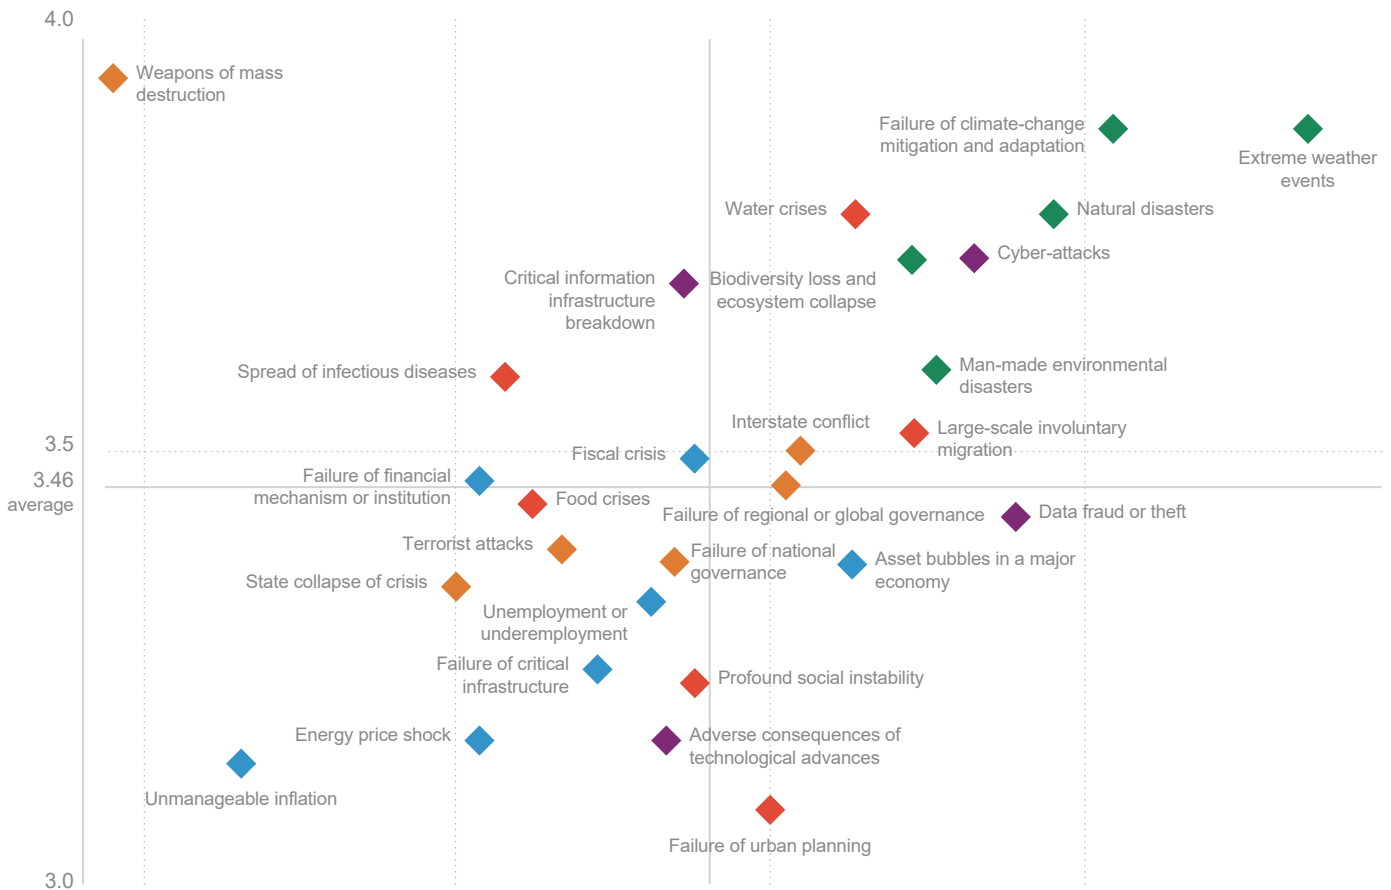 4.0
Weapons of mass
destruction
Failure of climate-change
mitigation and adaptation
Extreme weather
events
Water crises
Natural disasters
Cyber-attacks
Critical information
infrastructure
breakdown
Biodiversity loss and
ecosystem collapse
Spread of infectious diseases
Man-made environmental
disasters
Interstate conflict
Large-scale involuntary
migration
3.5
Fiscal crisis
3.46
average
Failure of financial
mechanism or institution
Food crises
Failure of regional or global governance
Data fraud or theft
Terrorist attacks
Failure of national
governance
Asset bubbles in a major
economy
State collapse of crisis
Unemployment or
underemployment
Failure of critical
infrastructure
Profound social instability
Energy price shock
Adverse consequences of
technological advances
Unmanageable inflation
Failure of urban planning
3.0